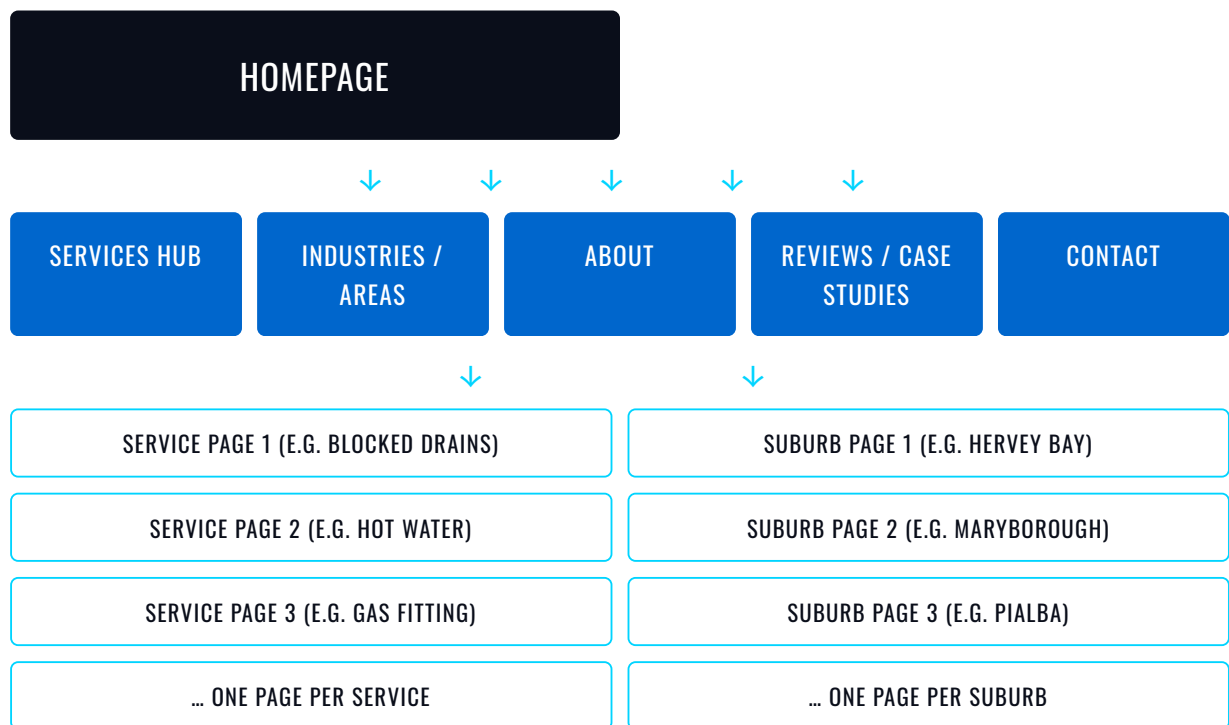 HOMEPAGE
↓ ↓ ↓ ↓ ↓
SERVICES HUB
INDUSTRIES /
AREAS
ABOUT
REVIEWS / CASE
STUDIES
CONTACT
↓ ↓
SERVICE PAGE 1 (E.G. BLOCKED DRAINS)
SUBURB PAGE 1 (E.G. HERVEY BAY)
SERVICE PAGE 2 (E.G. HOT WATER)
SUBURB PAGE 2 (E.G. MARYBOROUGH)
SERVICE PAGE 3 (E.G. GAS FITTING)
SUBURB PAGE 3 (E.G. PIALBA)
… ONE PAGE PER SERVICE
… ONE PAGE PER SUBURB